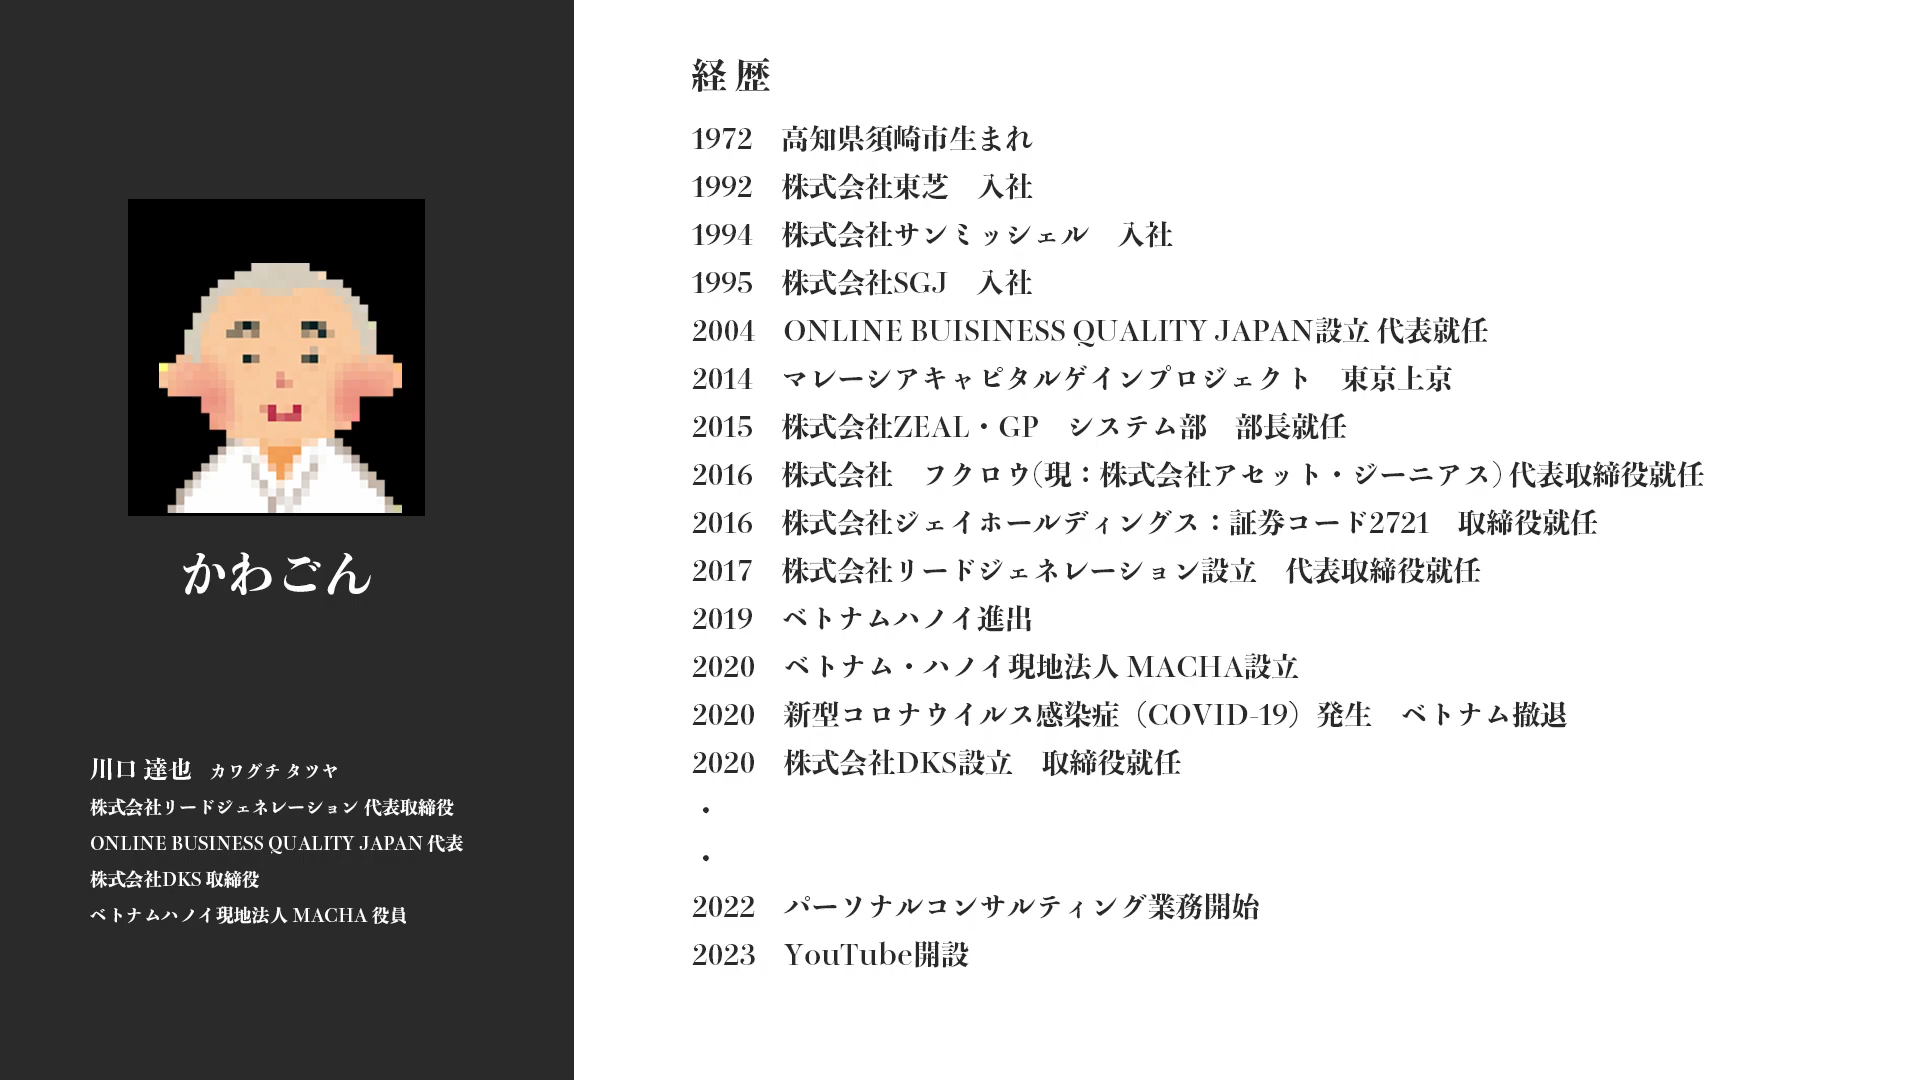 かわごん
川口 達也　カワグチ タツヤ
株式会社リードジェネレーション 代表取締役
ONLINE BUSINESS QUALITY JAPAN 代表
株式会社DKS 取締役
ベトナムハノイ現地法人 MACHA 役員
経 歴
1972　高知県須崎市生まれ
1992　株式会社東芝　入社
1994　株式会社サンミッシェル　入社
1995　株式会社SGJ　入社
2004　ONLINE BUISINESS QUALITY JAPAN設立 代表就任
2014　マレーシアキャピタルゲインプロジェクト　東京上京
2015　株式会社ZEAL・GP　システム部　部長就任
2016　株式会社　フクロウ(現：株式会社アセット・ジーニアス) 代表取締役就任
2016　株式会社ジェイホールディングス：証券コード2721　取締役就任
2017　株式会社リードジェネレーション設立　代表取締役就任
2019　ベトナムハノイ進出
2020　ベトナム・ハノイ現地法人 MACHA設立
2020　新型コロナウイルス感染症（COVID-19）発生　ベトナム撤退
2020　株式会社DKS設立　取締役就任
・
・
2022　パーソナルコンサルティング業務開始
2023　YouTube開設